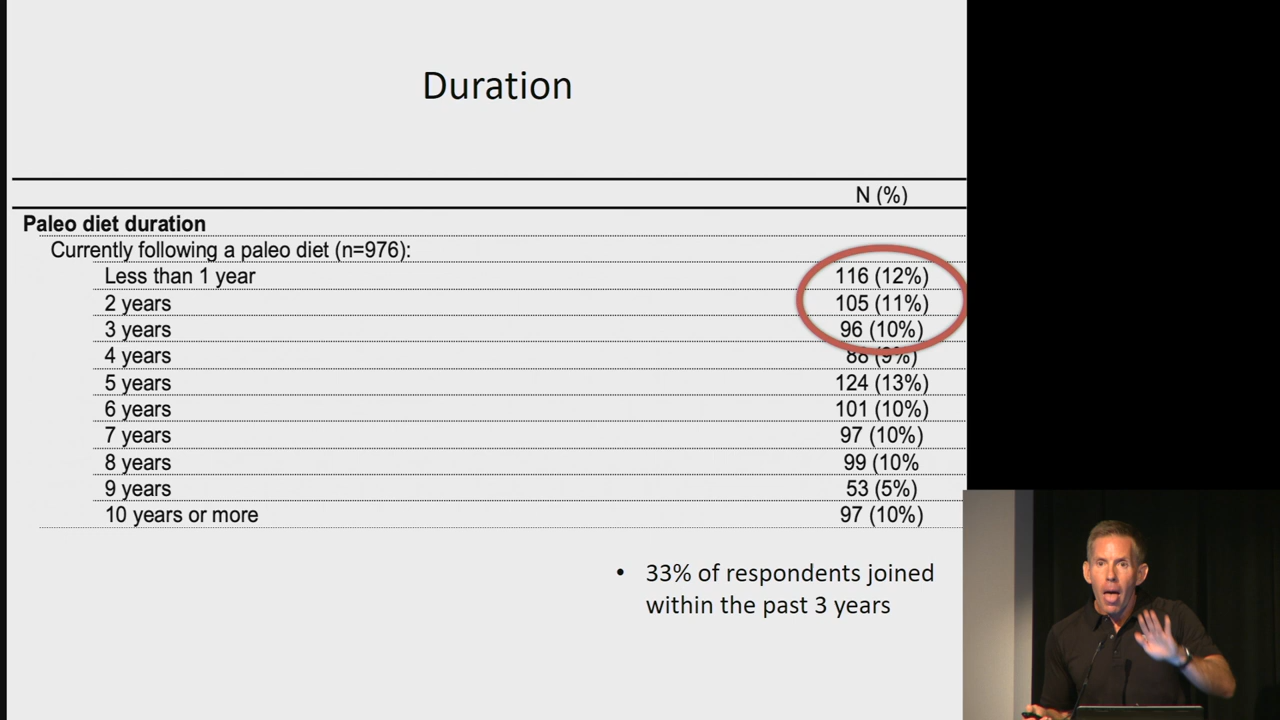 Duration
N (%)
Paleo diet duration
Currently following a paleo diet (n=976):
Less than 1 year 116 (12%)
2 years 105 (11%)
3 years 96 (10%)
4 years 88 (9%)
5 years 124 (13%)
6 years 101 (10%)
7 years 97 (10%)
8 years 99 (10%
9 years 53 (5%)
10 years or more 97 (10%)
• 33% of respondents joined
within the past 3 years